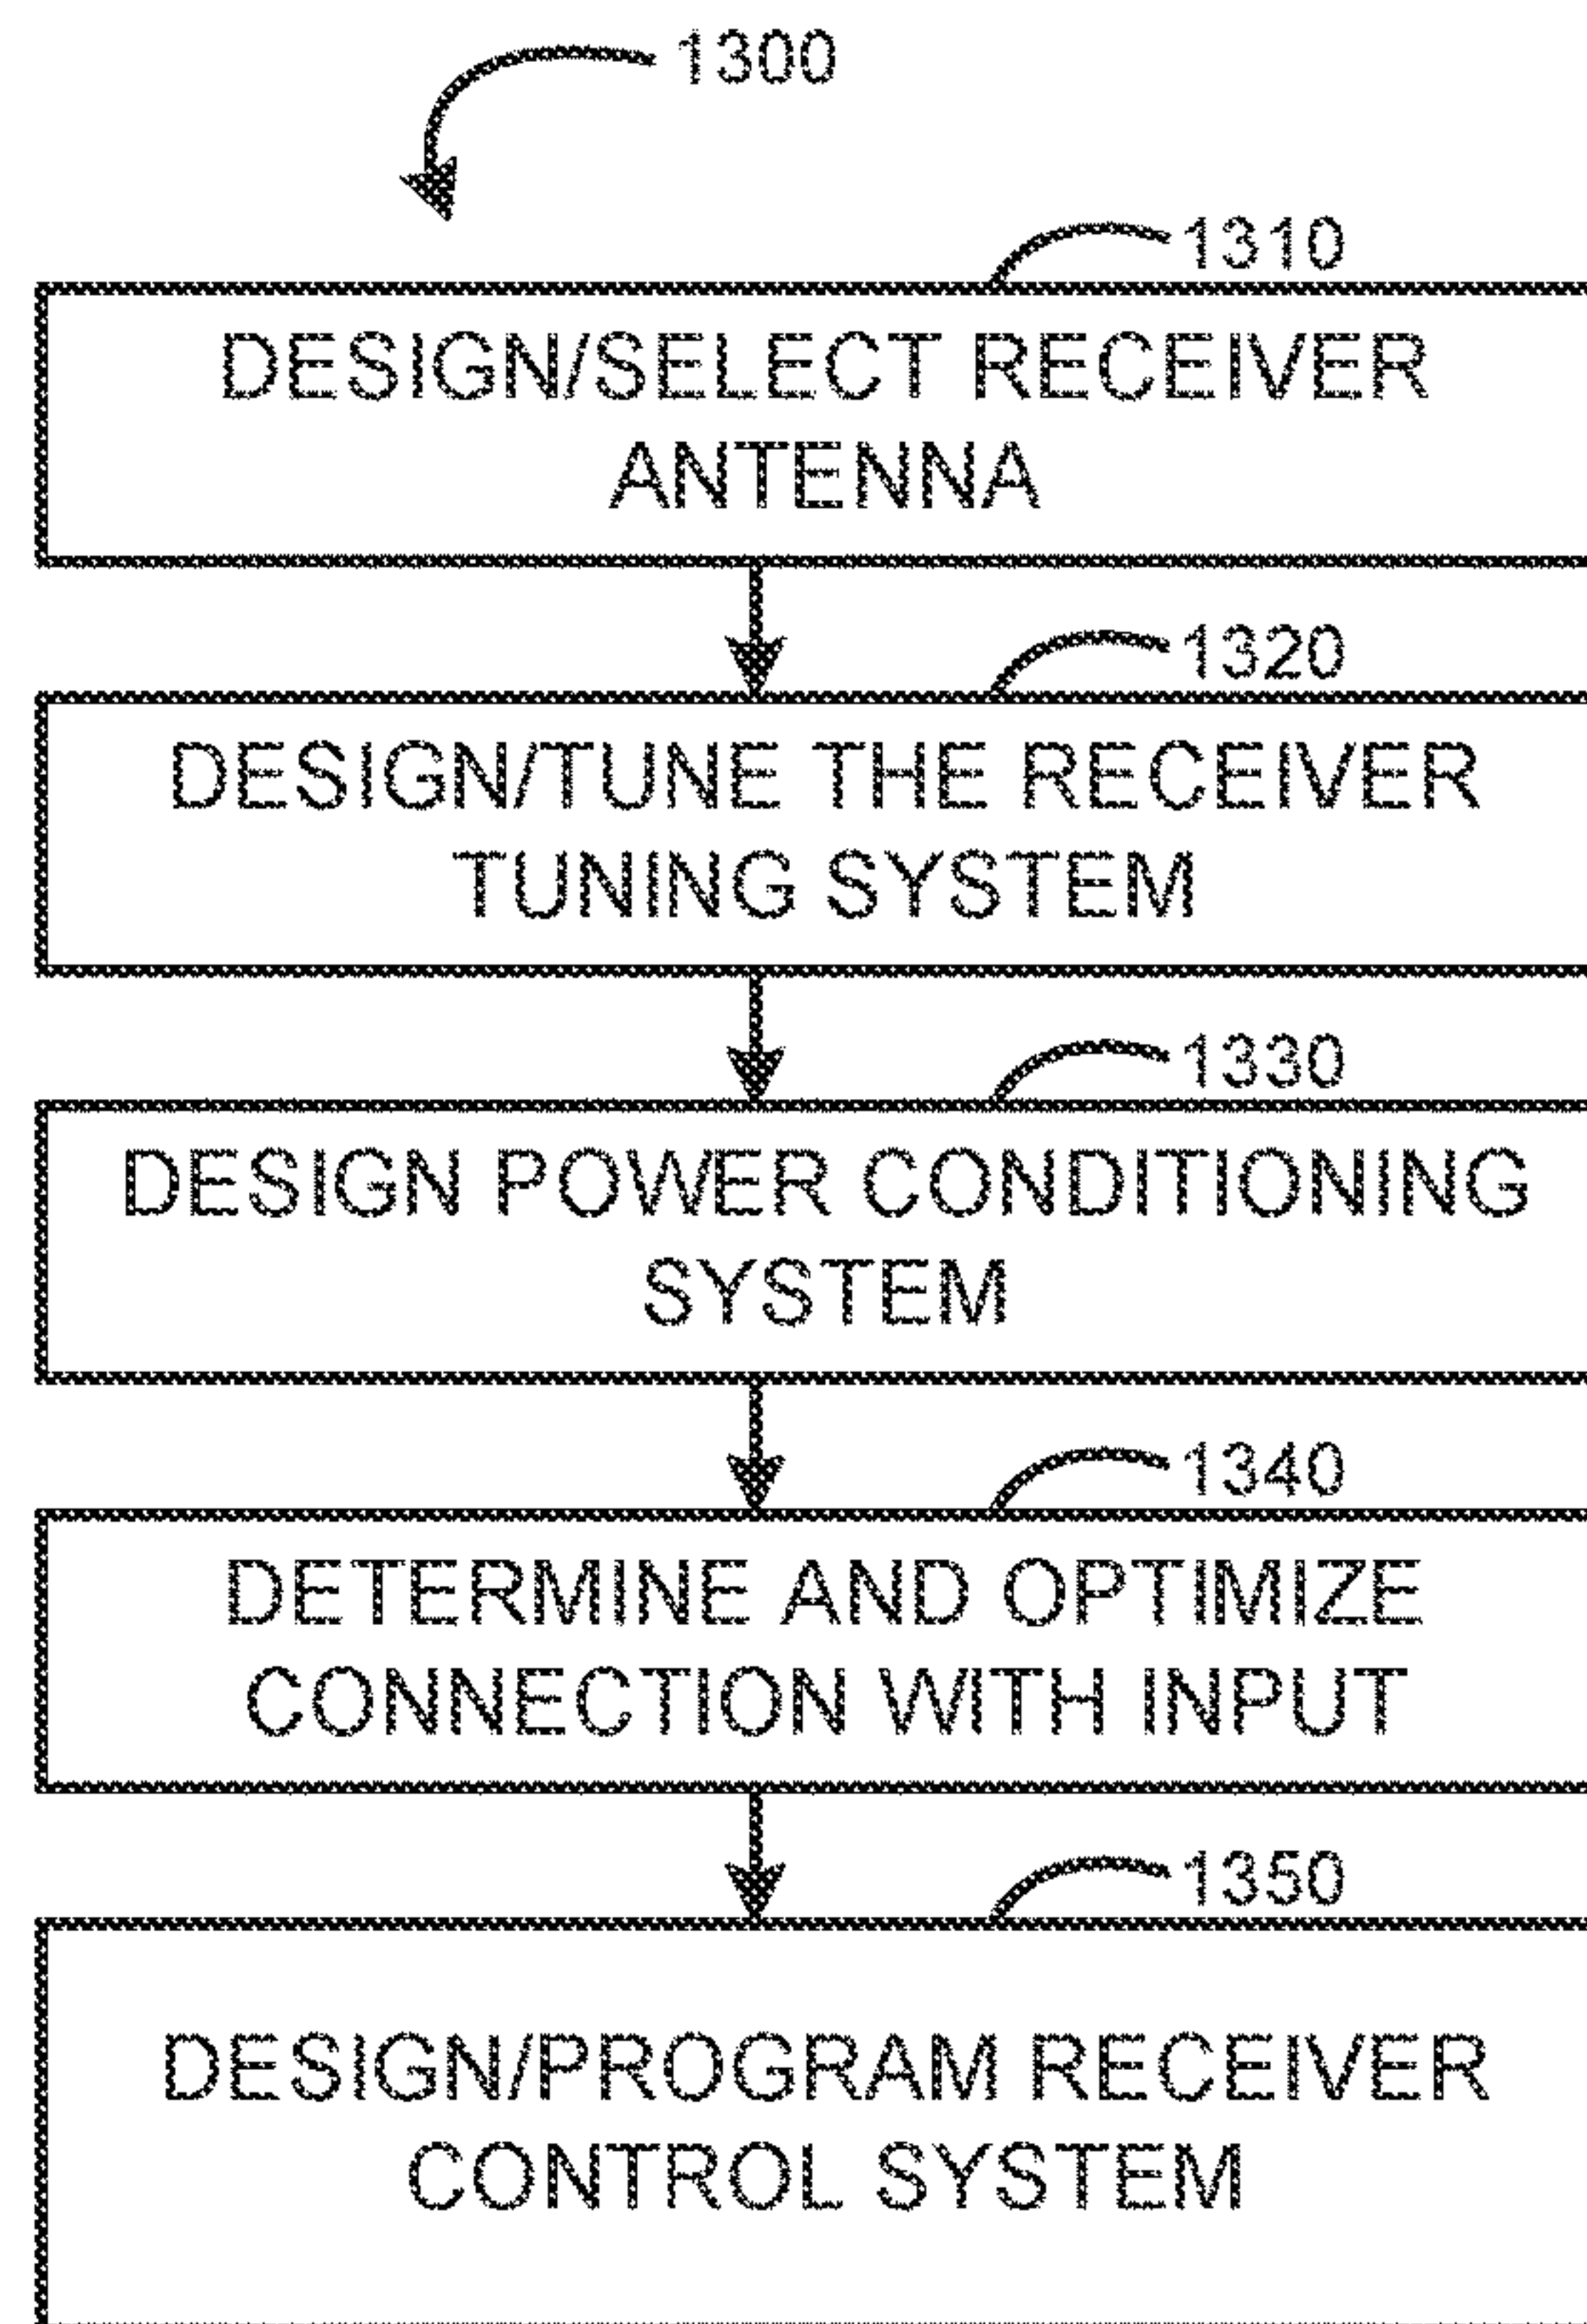 1300
1310
DESIGN/SELECT RECEIVER
ANTENNA
1320
DESIGN/TUNE THE RECEIVER
TUNING SYSTEM
1330
DESIGN POWER CONDITIONING
SYSTEM
1340
DETERMINE AND OPTIMIZE
CONNECTION WITH INPUT
1350
DESIGN/PROGRAM RECEIVER
CONTROL SYSTEM